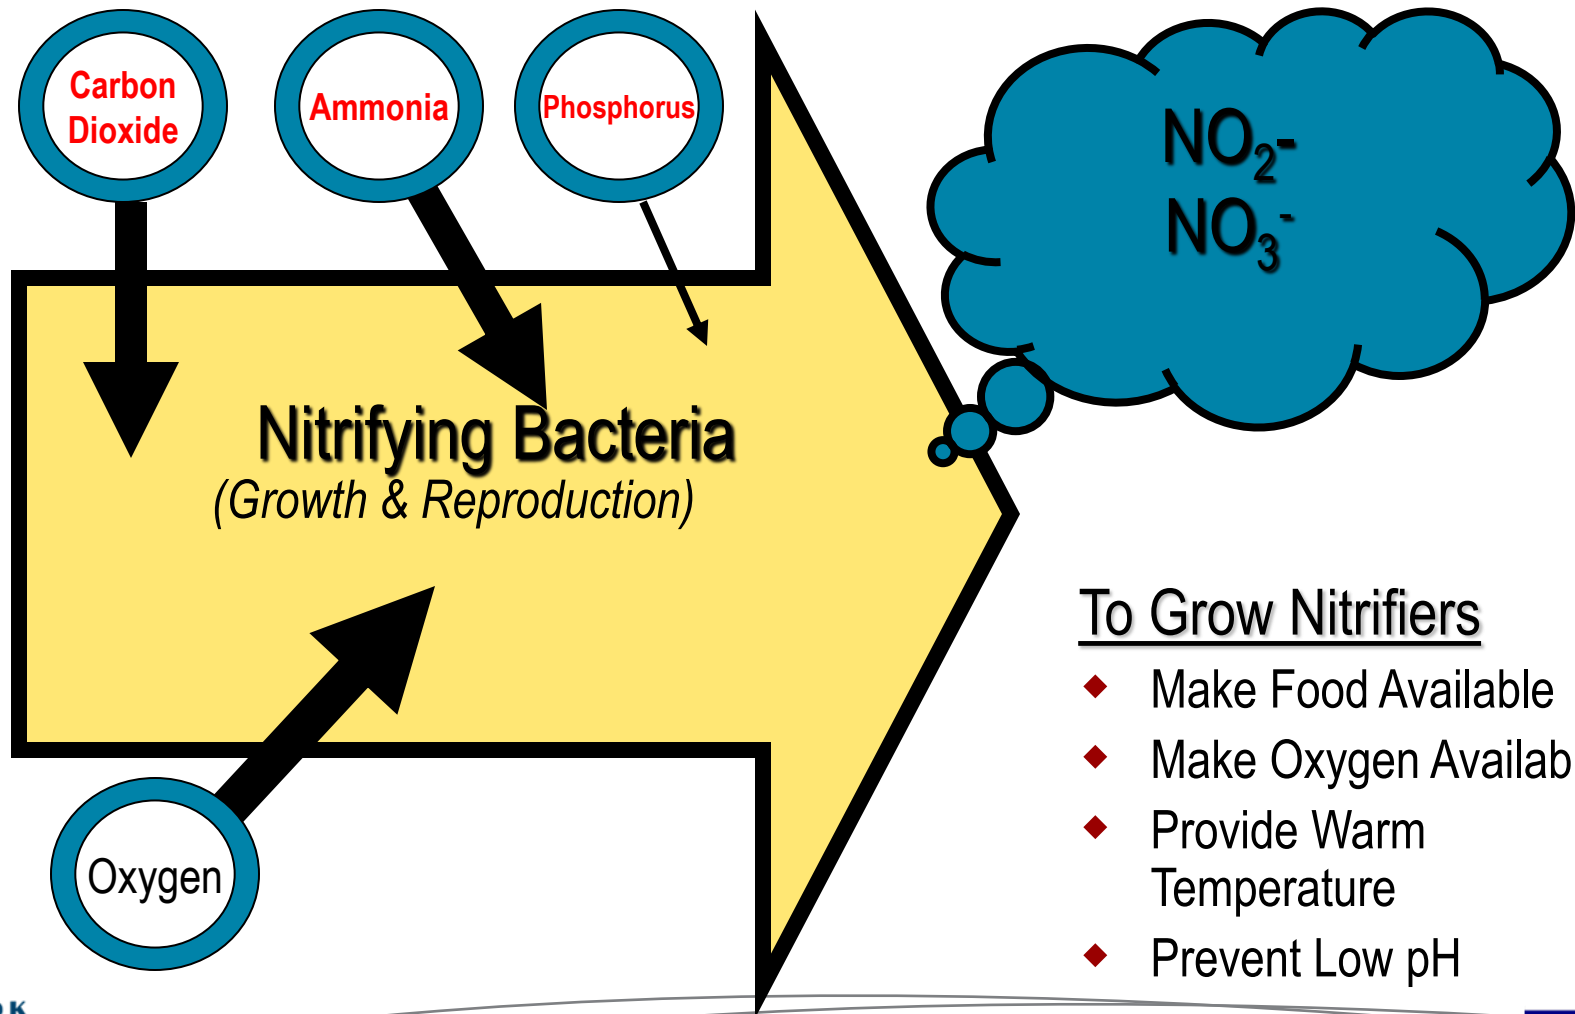 Carbon
Dioxide
Ammonia
Phosphorus
NO₂-
NO₃⁻
Nitrifying Bacteria
(Growth & Reproduction)
Oxygen
To Grow Nitrifiers
Make Food Available
Make Oxygen Availab
Provide Warm
Temperature
Prevent Low pH